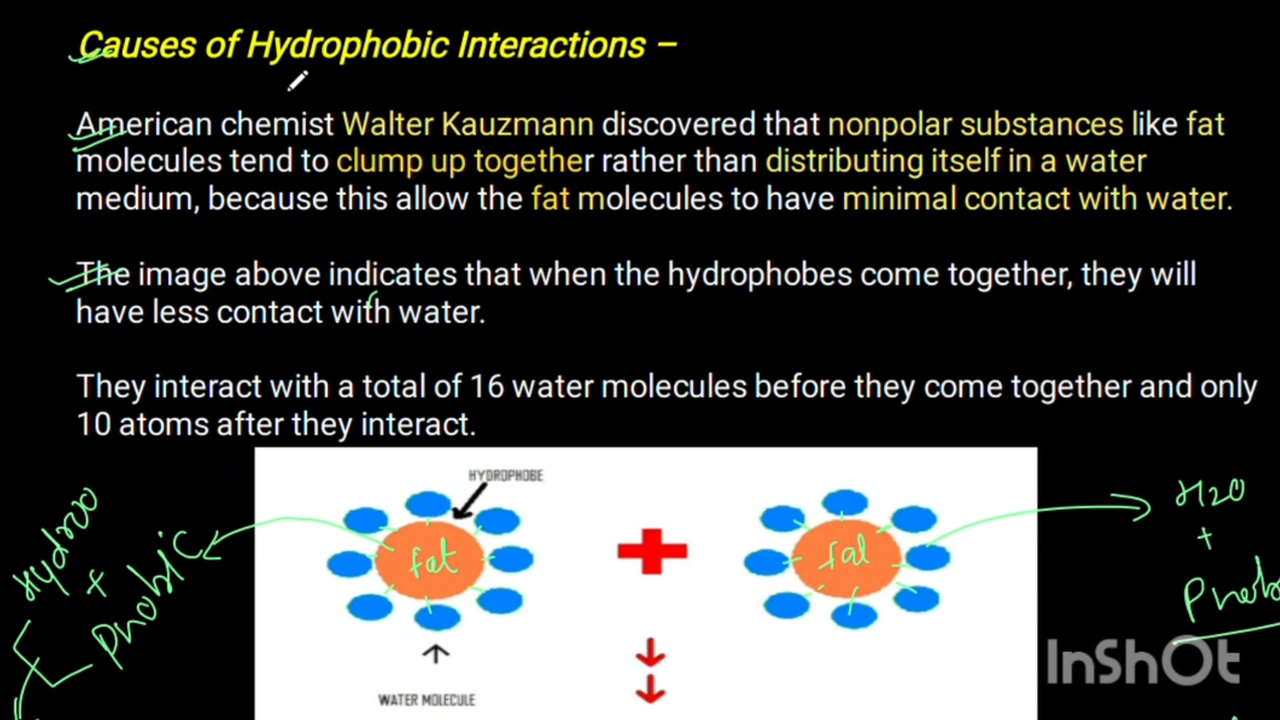 Causes of Hydrophobic Interactions –
American chemist Walter Kauzmann discovered that nonpolar substances like fat
molecules tend to clump up together rather than distributing itself in a water
medium, because this allow the fat molecules to have minimal contact with water.
The image above indicates that when the hydrophobes come together, they will
have less contact with water.
They interact with a total of 16 water molecules before they come together and only
10 atoms after they interact.
HYDROPHOBE
fat
fat
WATER MOLECULE
Hydroo
+
Phobic
H2O
+
InShOt